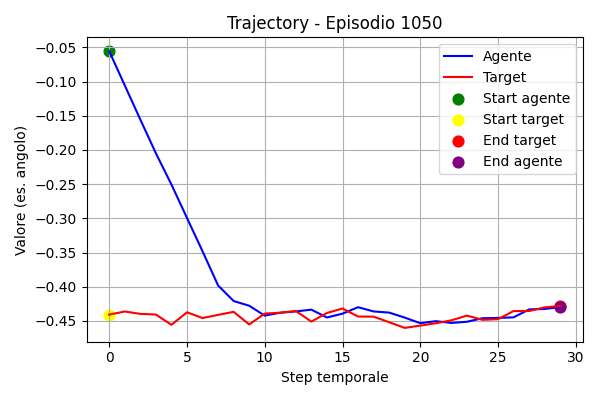 Trajectory - Episodio 1050
Valore (es. angolo)
−0.05
−0.10
−0.15
−0.20
−0.25
−0.30
−0.35
−0.40
−0.45
Agente
Target
Start agente
Start target
End target
End agente
0 5 10 15 20 25 30
Step temporale